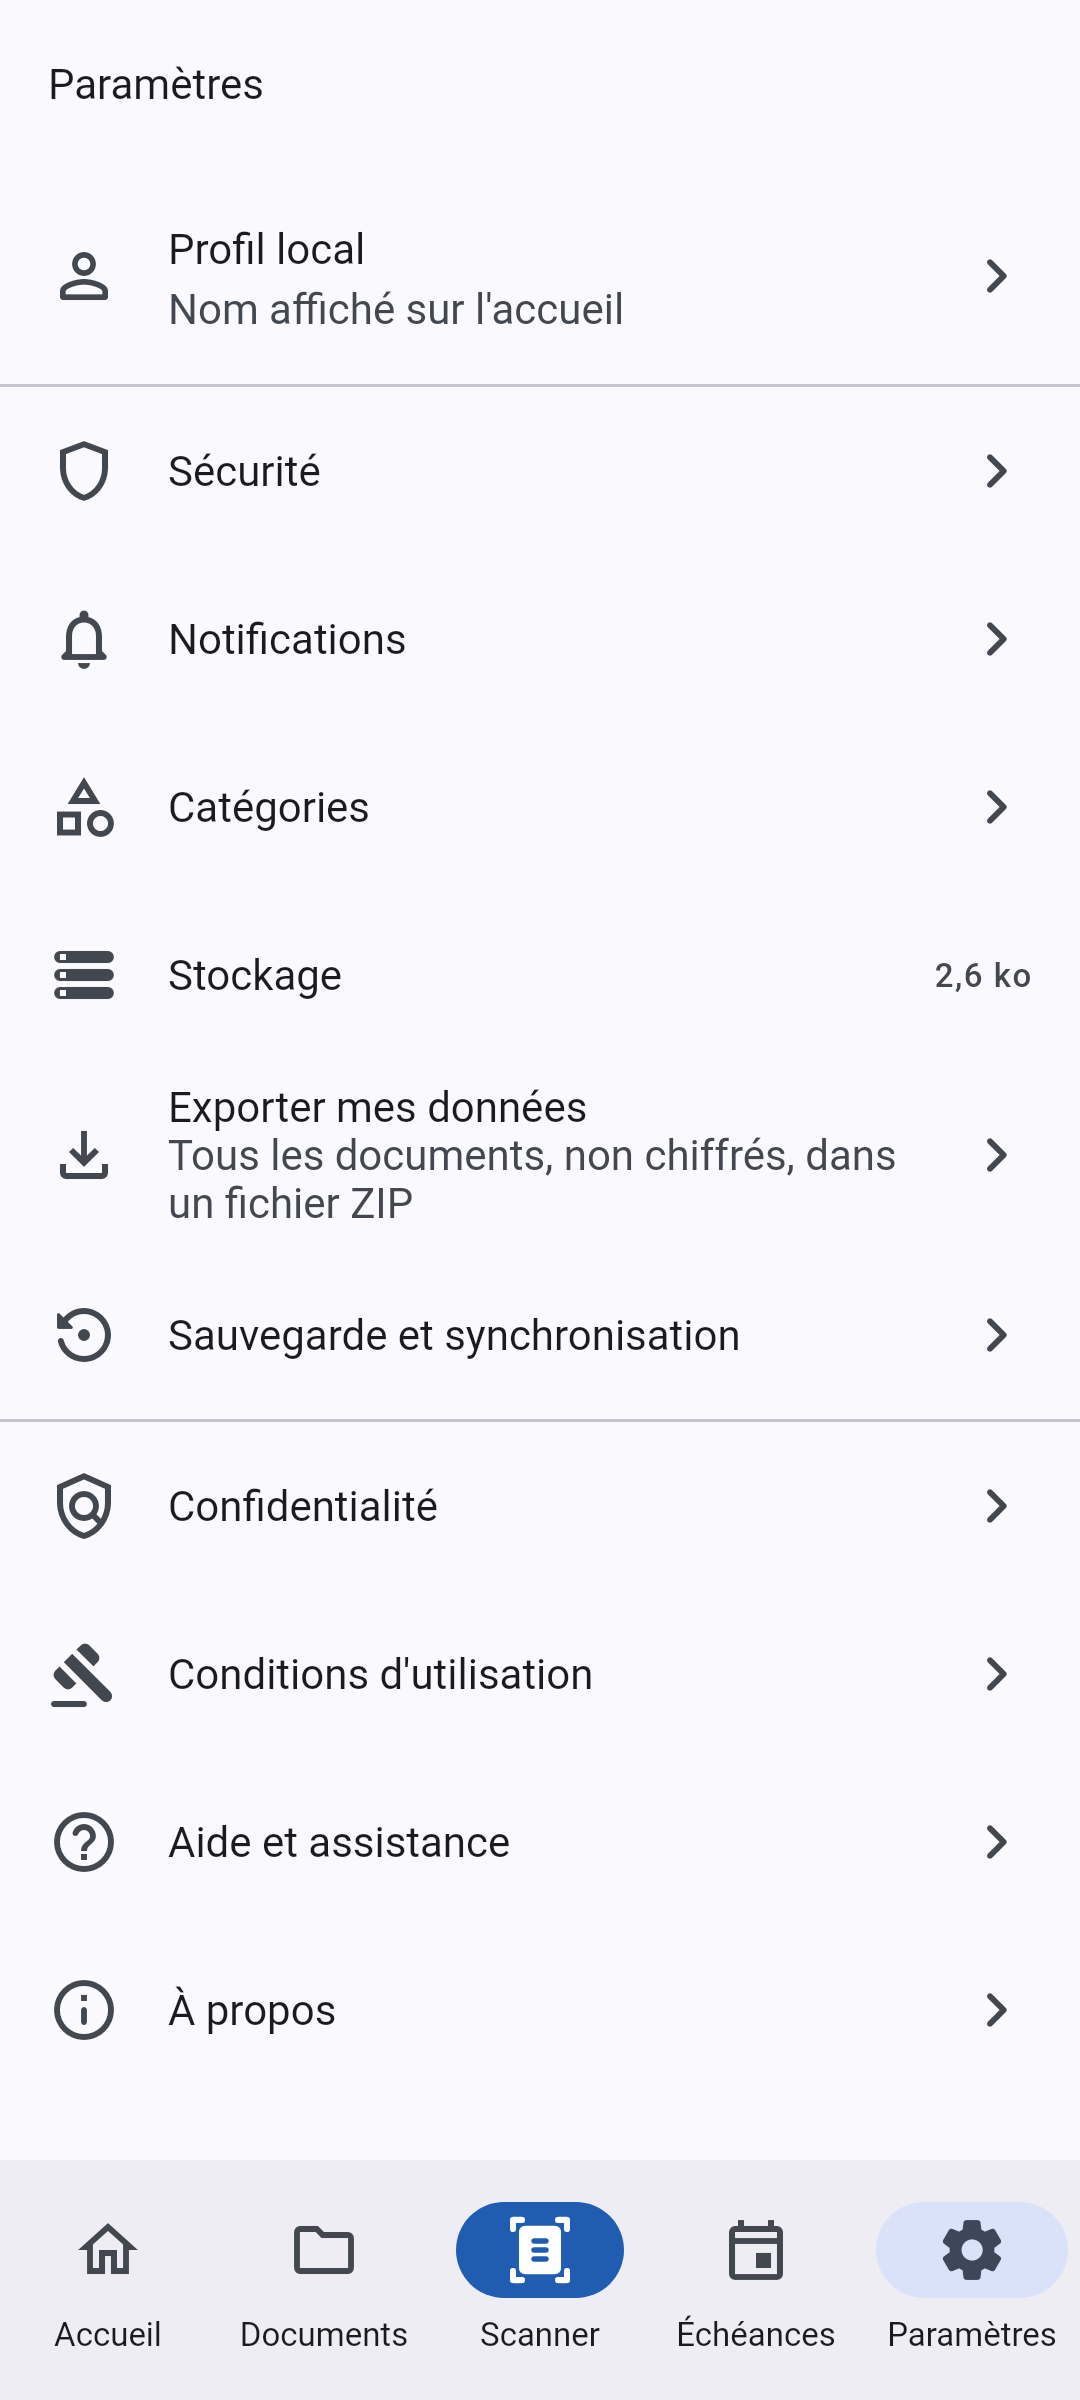 Paramètres
Profil local
Nom affiché sur l'accueil
Sécurité
Notifications
Catégories
Stockage
2,6 ko
Exporter mes données
Tous les documents, non chiffrés, dans
un fichier ZIP
Sauvegarde et synchronisation
Confidentialité
Conditions d'utilisation
Aide et assistance
À propos
Accueil
Documents
Scanner
Échéances
Paramètres